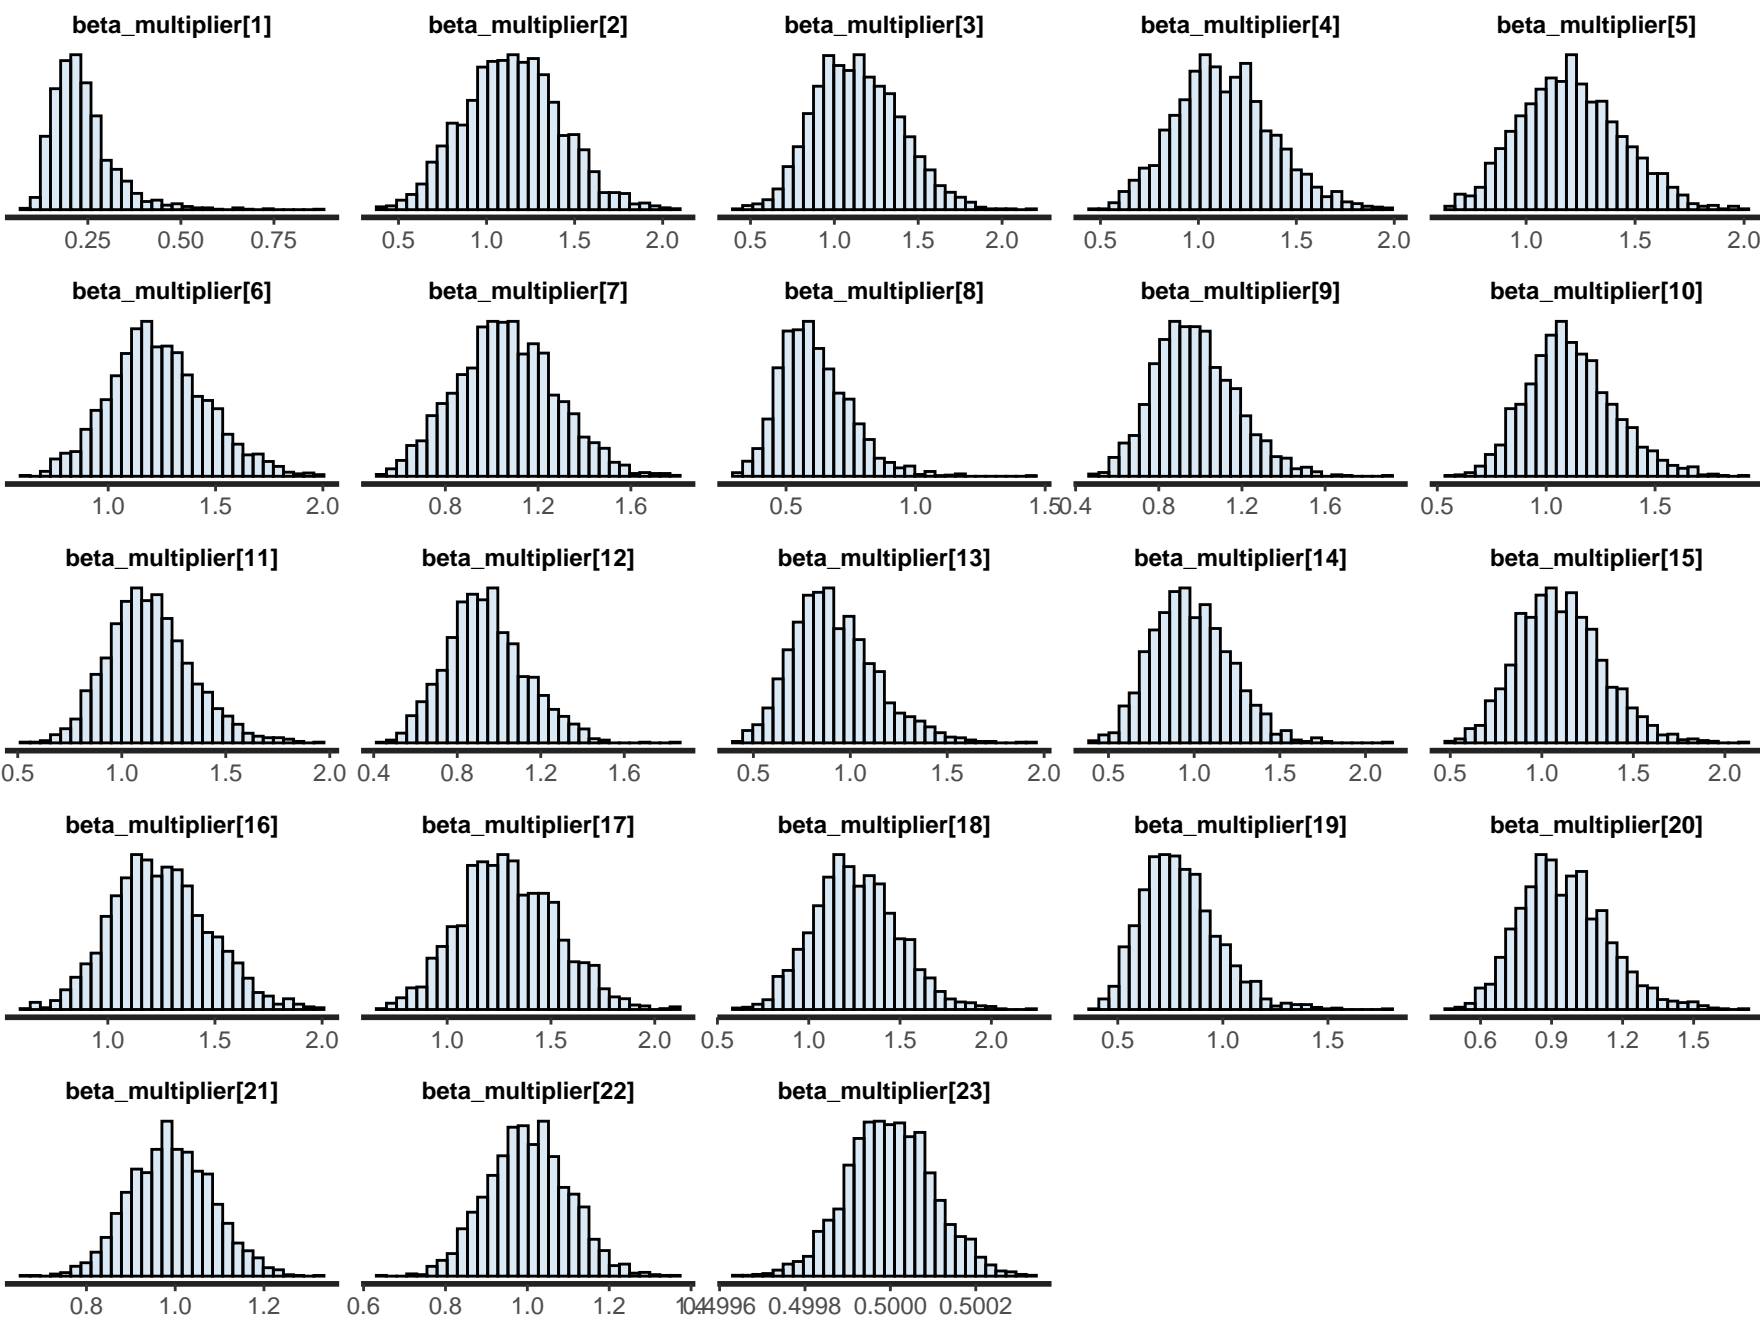 beta_multiplier[1] beta_multiplier[2] beta_multiplier[3] beta_multiplier[4] beta_multiplier[5]
0.25 0.50 0.75 0.5 1.0 1.5 2.0 0.5 1.0 1.5 2.0 0.5 1.0 1.5 2.0 1.0 1.5 2.0
beta_multiplier[6] beta_multiplier[7] beta_multiplier[8] beta_multiplier[9] beta_multiplier[10]
1.0 1.5 2.0 0.8 1.2 1.6 0.5 1.0 1.5 0.4 0.8 1.2 1.6 0.5 1.0 1.5
beta_multiplier[11] beta_multiplier[12] beta_multiplier[13] beta_multiplier[14] beta_multiplier[15]
0.5 1.0 1.5 2.0 0.4 0.8 1.2 1.6 0.5 1.0 1.5 2.0 0.5 1.0 1.5 2.0 0.5 1.0 1.5 2.0
beta_multiplier[16] beta_multiplier[17] beta_multiplier[18] beta_multiplier[19] beta_multiplier[20]
1.0 1.5 2.0 1.0 1.5 2.0 0.5 1.0 1.5 2.0 0.5 1.0 1.5 0.6 0.9 1.2 1.5
beta_multiplier[21] beta_multiplier[22] beta_multiplier[23]
0.8 1.0 1.2 0.6 0.8 1.0 1.2 1.4 0.4996 0.4998 0.5000 0.5002